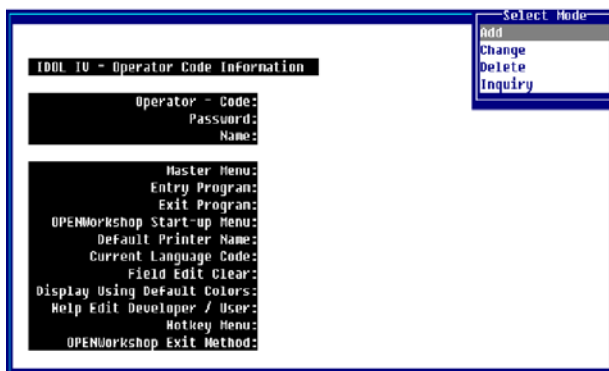 Select Mode
Add
Change
Delete
Inquiry
IDOL IV - Operator Code Information
Operator - Code:
Password:
Name:
Master Menu:
Entry Program:
Exit Program:
OPENWorkshop Start-up Menu:
Default Printer Name:
Current Language Code:
Field Edit Clear:
Display Using Default Colors:
Help Edit Developer / User:
Hotkey Menu:
OPENWorkshop Exit Method: